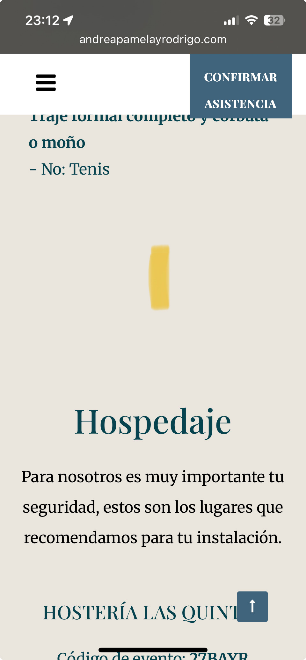 23:12
32
andreapamelayrodrigo.com
CONFIRMAR
ASISTENCIA
Traje formal completo y corbata
o moño
- No: Tenis
Hospedaje
Para nosotros es muy importante tu
seguridad, estos son los lugares que
recomendamos para tu instalación.
HOSTERÍA LAS QUINT
Código de evento: 27BAYR